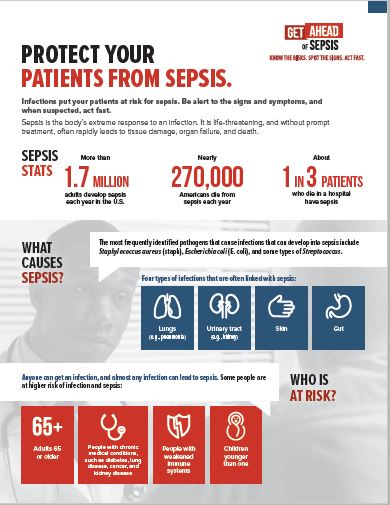 GET AHEAD
OF SEPSIS
KNOW THE RISKS. SPOT THE SIGNS. ACT FAST.
PROTECT YOUR
PATIENTS FROM SEPSIS.
Infections put your patients at risk for sepsis. Be alert to the signs and symptoms, and
when suspected, act fast.
Sepsis is the body's extreme response to an infection. It is life-threatening, and without prompt
treatment, often rapidly leads to tissue damage, organ failure, and death.
SEPSIS
STATS
More than
1.7 MILLION
adults develop sepsis
each year in the U.S.
Nearly
270,000
Americans die from
sepsis each year
About
1 IN 3 PATIENTS
who die in a hospital
have sepsis
WHAT
CAUSES
SEPSIS?
The most frequently identified pathogens that cause infections that can develop into sepsis include
Staphylococcus aureus (staph), Escherichia coli (E. coli), and some types of Streptococcus.
Four types of infections that are often linked with sepsis:
Lungs
(e.g., pneumonia)
Urinary tract
(e.g., kidney)
Skin
Gut
Anyone can get an infection, and almost any infection can lead to sepsis. Some people are
at higher risk of infection and sepsis:
WHO IS
AT RISK?
65+
Adults 65
or older
People with chronic
medical conditions,
such as diabetes, lung
disease, cancer, and
kidney disease
People with
weakened
immune
systems
Children
younger
than one